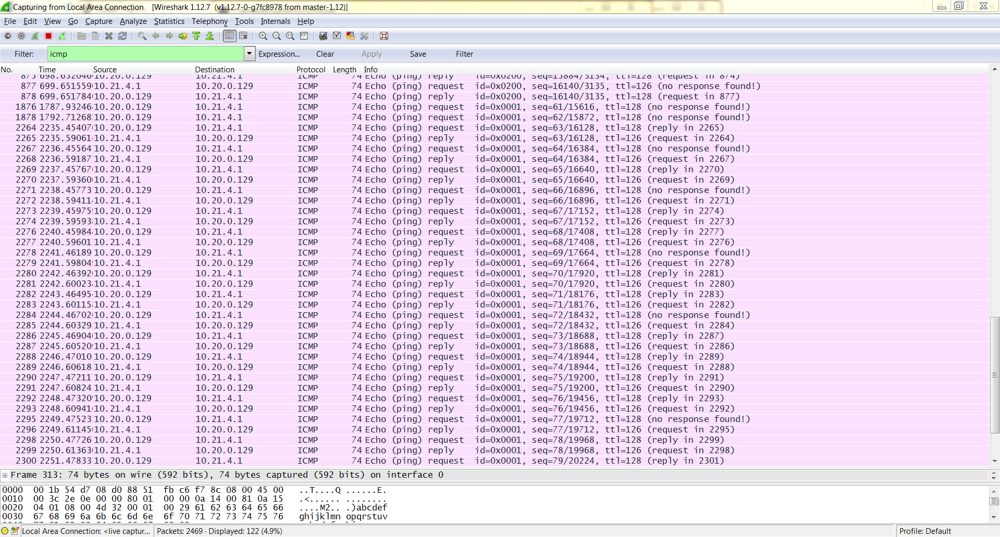 Capturing from Local Area Connection [Wireshark 1.12.7 (v1.12.7-0-g7fc8978 from master-1.12)]
File Edit View Go Capture Analyze Statistics Telephony Tools Internals Help
Filter: icmp Expression... Clear Apply Save Filter
No. Time Source Destination Protocol Length Info
875 698.652046 10.20.0.129 10.21.4.1 ICMP 74 Echo (ping) reply id=0x0200, seq=15884/3134, ttl=128 (request in 874)
877 699.651559 10.21.4.1 10.20.0.129 ICMP 74 Echo (ping) request id=0x0200, seq=16140/3135, ttl=126 (no response found!)
878 699.651784 10.20.0.129 10.21.4.1 ICMP 74 Echo (ping) reply id=0x0200, seq=16140/3135, ttl=128 (request in 877)
1876 1787.93246 10.20.0.129 10.21.4.1 ICMP 74 Echo (ping) request id=0x0001, seq=61/15616, ttl=128 (no response found!)
1878 1792.71268 10.20.0.129 10.21.4.1 ICMP 74 Echo (ping) request id=0x0001, seq=62/15872, ttl=128 (no response found!)
2264 2235.45407 10.20.0.129 10.21.4.1 ICMP 74 Echo (ping) request id=0x0001, seq=63/16128, ttl=128 (reply in 2265)
2265 2235.59061 10.21.4.1 10.20.0.129 ICMP 74 Echo (ping) reply id=0x0001, seq=63/16128, ttl=126 (request in 2264)
2267 2236.45564 10.20.0.129 10.21.4.1 ICMP 74 Echo (ping) request id=0x0001, seq=64/16384, ttl=128 (no response found!)
2268 2236.59187 10.21.4.1 10.20.0.129 ICMP 74 Echo (ping) reply id=0x0001, seq=64/16384, ttl=126 (request in 2267)
2269 2237.45767 10.20.0.129 10.21.4.1 ICMP 74 Echo (ping) request id=0x0001, seq=65/16640, ttl=128 (reply in 2270)
2270 2237.59360 10.21.4.1 10.20.0.129 ICMP 74 Echo (ping) reply id=0x0001, seq=65/16640, ttl=126 (request in 2269)
2271 2238.45773 10.20.0.129 10.21.4.1 ICMP 74 Echo (ping) request id=0x0001, seq=66/16896, ttl=128 (no response found!)
2272 2238.59411 10.21.4.1 10.20.0.129 ICMP 74 Echo (ping) reply id=0x0001, seq=66/16896, ttl=126 (request in 2271)
2273 2239.45975 10.20.0.129 10.21.4.1 ICMP 74 Echo (ping) request id=0x0001, seq=67/17152, ttl=128 (reply in 2274)
2274 2239.59593 10.21.4.1 10.20.0.129 ICMP 74 Echo (ping) reply id=0x0001, seq=67/17152, ttl=126 (request in 2273)
2276 2240.45984 10.20.0.129 10.21.4.1 ICMP 74 Echo (ping) request id=0x0001, seq=68/17408, ttl=128 (reply in 2277)
2277 2240.59601 10.21.4.1 10.20.0.129 ICMP 74 Echo (ping) reply id=0x0001, seq=68/17408, ttl=126 (request in 2276)
2278 2241.46189 10.20.0.129 10.21.4.1 ICMP 74 Echo (ping) request id=0x0001, seq=69/17664, ttl=128 (no response found!)
2279 2241.59804 10.21.4.1 10.20.0.129 ICMP 74 Echo (ping) reply id=0x0001, seq=69/17664, ttl=126 (request in 2278)
2280 2242.46392 10.20.0.129 10.21.4.1 ICMP 74 Echo (ping) request id=0x0001, seq=70/17920, ttl=128 (reply in 2281)
2281 2242.60023 10.21.4.1 10.20.0.129 ICMP 74 Echo (ping) reply id=0x0001, seq=70/17920, ttl=126 (request in 2280)
2282 2243.46495 10.20.0.129 10.21.4.1 ICMP 74 Echo (ping) request id=0x0001, seq=71/18176, ttl=128 (reply in 2283)
2283 2243.60115 10.21.4.1 10.20.0.129 ICMP 74 Echo (ping) reply id=0x0001, seq=71/18176, ttl=126 (request in 2282)
2284 2244.46702 10.20.0.129 10.21.4.1 ICMP 74 Echo (ping) request id=0x0001, seq=72/18432, ttl=128 (no response found!)
2285 2244.60329 10.21.4.1 10.20.0.129 ICMP 74 Echo (ping) reply id=0x0001, seq=72/18432, ttl=126 (request in 2284)
2286 2245.46904 10.20.0.129 10.21.4.1 ICMP 74 Echo (ping) request id=0x0001, seq=73/18688, ttl=128 (reply in 2287)
2287 2245.60520 10.21.4.1 10.20.0.129 ICMP 74 Echo (ping) reply id=0x0001, seq=73/18688, ttl=126 (request in 2286)
2288 2246.47010 10.20.0.129 10.21.4.1 ICMP 74 Echo (ping) request id=0x0001, seq=74/18944, ttl=128 (reply in 2289)
2289 2246.60618 10.21.4.1 10.20.0.129 ICMP 74 Echo (ping) reply id=0x0001, seq=74/18944, ttl=126 (request in 2288)
2290 2247.47211 10.20.0.129 10.21.4.1 ICMP 74 Echo (ping) request id=0x0001, seq=75/19200, ttl=128 (reply in 2291)
2291 2247.60824 10.21.4.1 10.20.0.129 ICMP 74 Echo (ping) reply id=0x0001, seq=75/19200, ttl=126 (request in 2290)
2292 2248.47320 10.20.0.129 10.21.4.1 ICMP 74 Echo (ping) request id=0x0001, seq=76/19456, ttl=128 (reply in 2293)
2293 2248.60941 10.21.4.1 10.20.0.129 ICMP 74 Echo (ping) reply id=0x0001, seq=76/19456, ttl=126 (request in 2292)
2295 2249.47523 10.20.0.129 10.21.4.1 ICMP 74 Echo (ping) request id=0x0001, seq=77/19712, ttl=128 (no response found!)
2296 2249.61145 10.21.4.1 10.20.0.129 ICMP 74 Echo (ping) reply id=0x0001, seq=77/19712, ttl=126 (request in 2295)
2298 2250.47726 10.20.0.129 10.21.4.1 ICMP 74 Echo (ping) request id=0x0001, seq=78/19968, ttl=128 (reply in 2299)
2299 2250.61363 10.21.4.1 10.20.0.129 ICMP 74 Echo (ping) reply id=0x0001, seq=78/19968, ttl=126 (request in 2298)
2300 2251.47833 10.20.0.129 10.21.4.1 ICMP 74 Echo (ping) request id=0x0001, seq=79/20224, ttl=128 (reply in 2301)
Frame 313: 74 bytes on wire (592 bits), 74 bytes captured (592 bits) on interface 0
0000 00 1b 54 d7 08 d0 88 51 fb c6 f7 8c 08 00 45 00 ..T....Q ......E.
0010 00 3c 2e 0e 00 00 80 01 00 00 0a 14 00 81 0a 15 .<...... ........
0020 04 01 08 00 4d 32 00 01 00 29 61 62 63 64 65 66 ....M2.. .)abcdef
0030 67 68 69 6a 6b 6c 6d 6e 6f 70 71 72 73 74 75 76 ghijklmn opqrstuv
Local Area Connection: <live captur... Packets: 2469 · Displayed: 122 (4.9%) Profile: Default